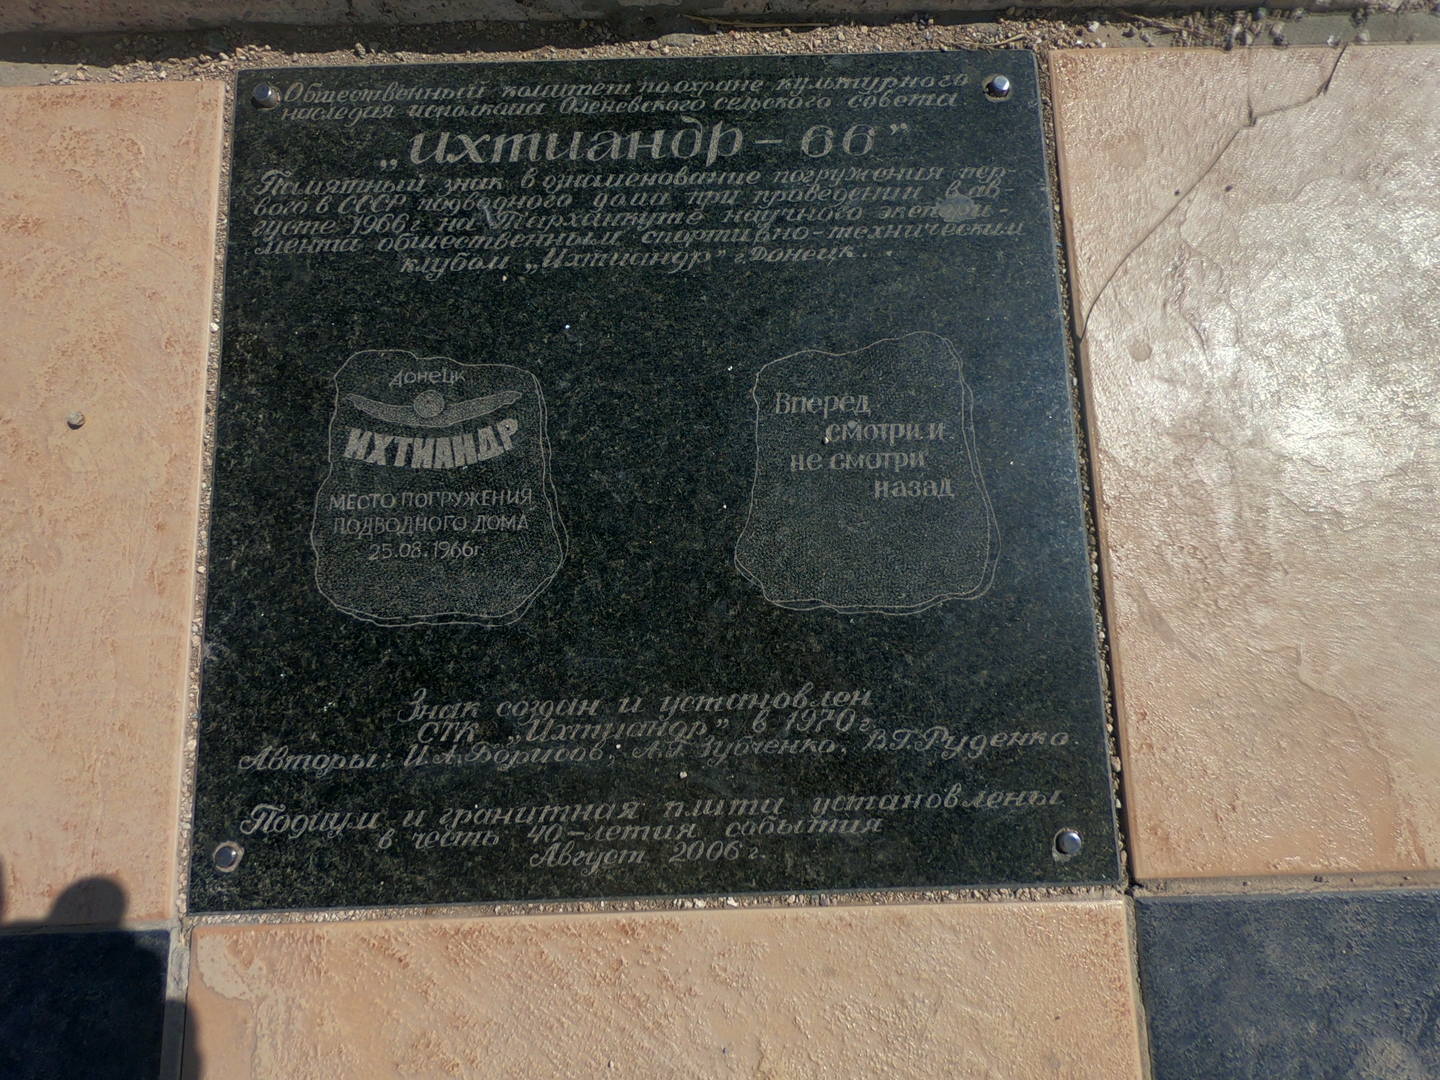 Общественный комитет по охране культурного
наследия исполкома Оленевского сельского совета
„ИХТИАНДР – 66”
Памятный знак в ознаменование погружения пер-
вого в СССР подводного дома при проведении в ав-
густе 1966 г. на Тарханкуте научного экспери-
мента общественным спортивно-техническим
клубом „Ихтиандр” г. Донецк.
ДОНЕЦК
ИХТИАНДР
МЕСТО ПОГРУЖЕНИЯ
ПОДВОДНОГО ДОМА
25.08.1966г.
Вперёд
смотри и
не смотри
назад
Знак создан и установлен
СТК „Ихтиандр” в 1970г.
Авторы: И.А.Борисов, А.Г.Зубченко, В.Г.Руденко.
Подиум и гранитная плита установлены
в честь 40-летия события
Август 2006 г.